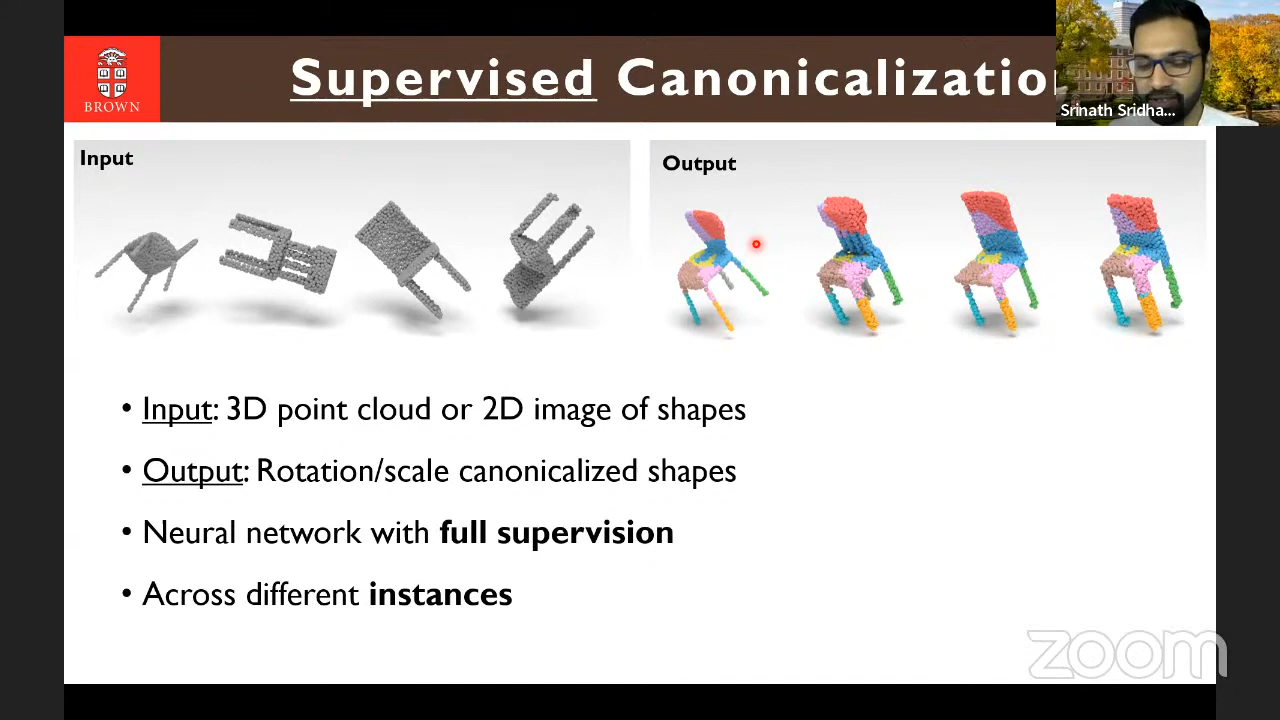 BROWN
Supervised Canonicalization
Srinath Sridha...
Input
Output
• Input: 3D point cloud or 2D image of shapes
• Output: Rotation/scale canonicalized shapes
• Neural network with full supervision
• Across different instances
zoom